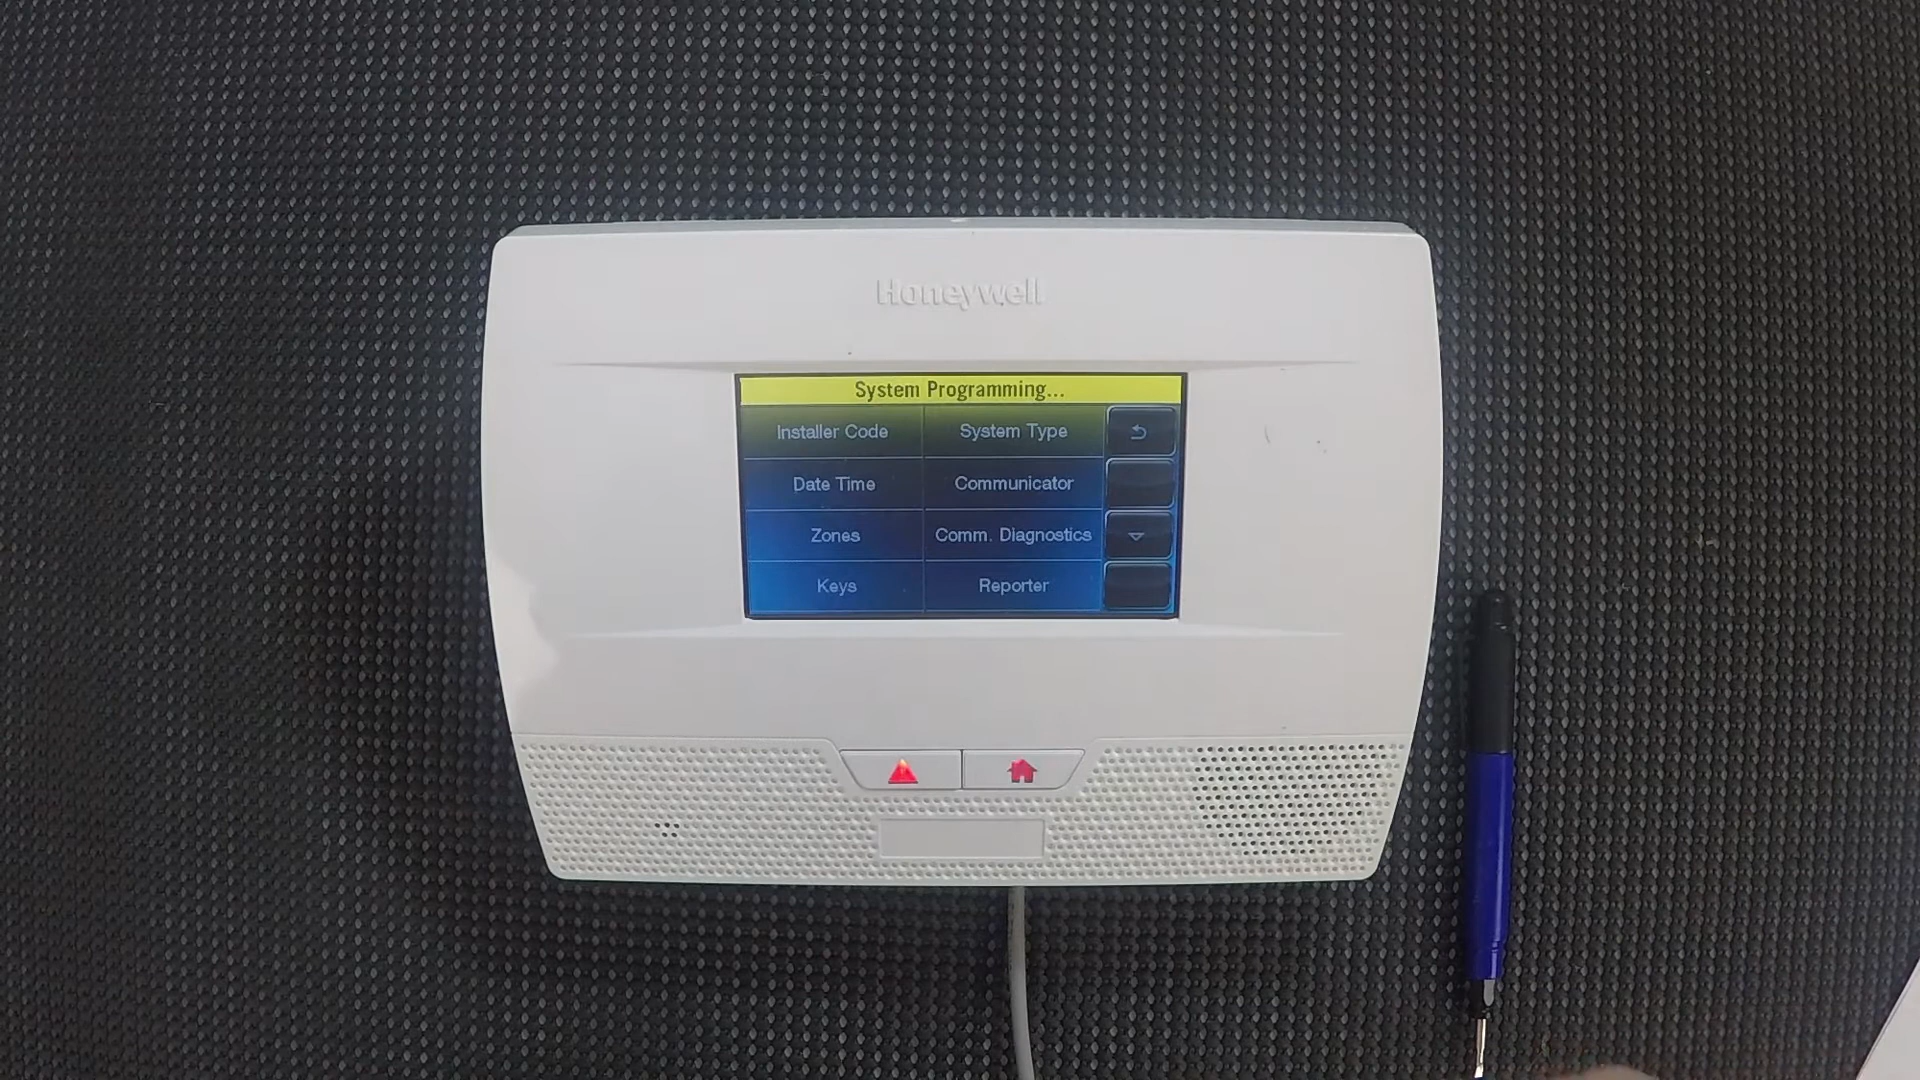 Honeywell
System Programming...
Installer Code
System Type
Date Time
Communicator
Zones
Comm. Diagnostics
Keys
Reporter